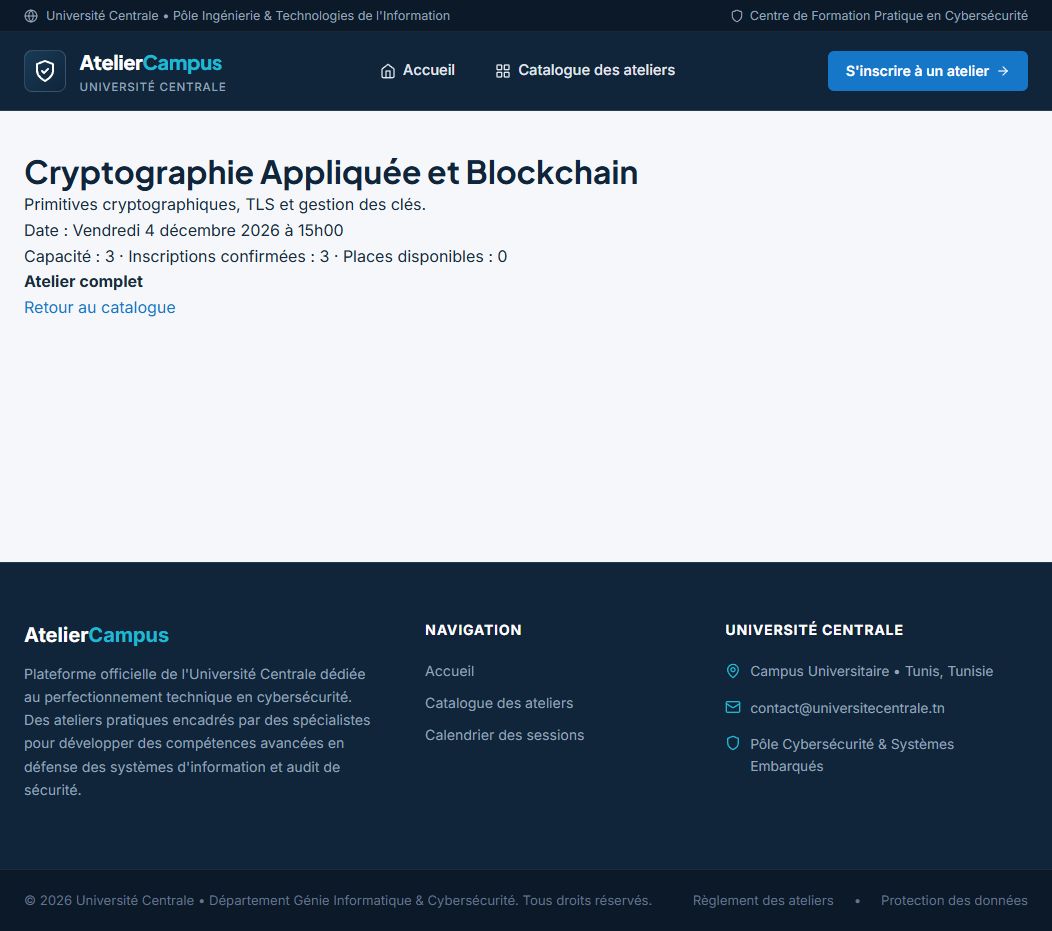 Université Centrale • Pôle Ingénierie & Technologies de l'Information
Centre de Formation Pratique en Cybersécurité
AtelierCampus
UNIVERSITÉ CENTRALE
Accueil
Catalogue des ateliers
S'inscrire à un atelier →
Cryptographie Appliquée et Blockchain
Primitives cryptographiques, TLS et gestion des clés.
Date : Vendredi 4 décembre 2026 à 15h00
Capacité : 3 · Inscriptions confirmées : 3 · Places disponibles : 0
Atelier complet
Retour au catalogue
AtelierCampus
Plateforme officielle de l'Université Centrale dédiée
au perfectionnement technique en cybersécurité.
Des ateliers pratiques encadrés par des spécialistes
pour développer des compétences avancées en
défense des systèmes d'information et audit de
sécurité.
NAVIGATION
Accueil
Catalogue des ateliers
Calendrier des sessions
UNIVERSITÉ CENTRALE
Campus Universitaire • Tunis, Tunisie
contact@universitecentrale.tn
Pôle Cybersécurité & Systèmes
Embarqués
© 2026 Université Centrale • Département Génie Informatique & Cybersécurité. Tous droits réservés.
Règlement des ateliers • Protection des données